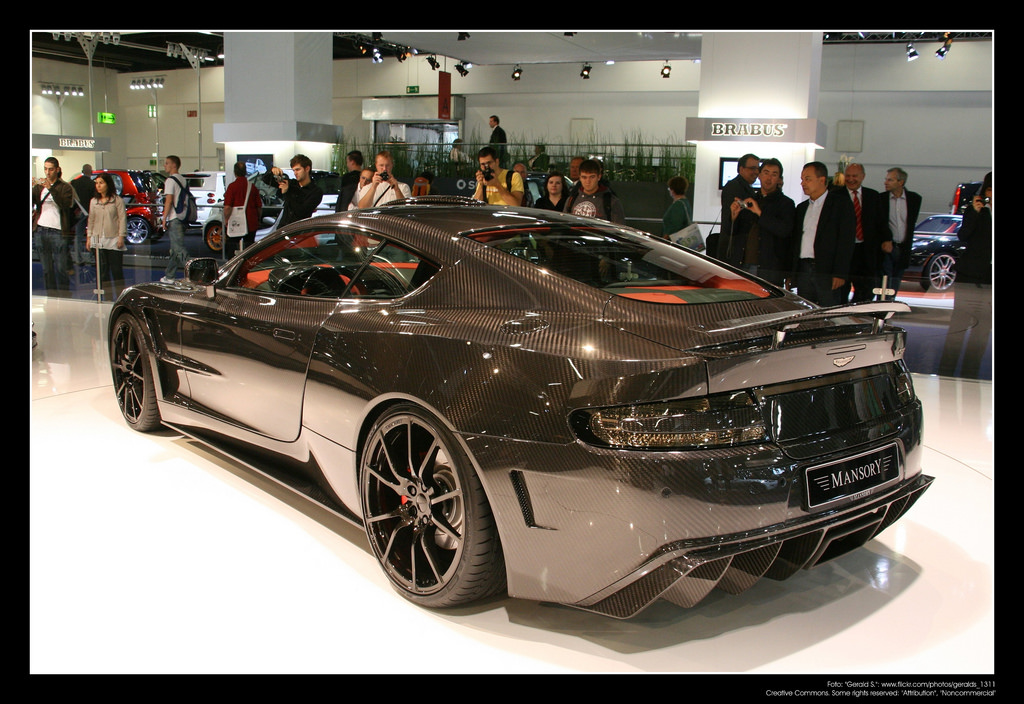 BRABUS
BRABUS
MANSORY
Foto: "Gerald S.": www.flickr.com/photos/geralds_1311
Creative Commons. Some rights reserved: "Attribution", "Noncommercial"